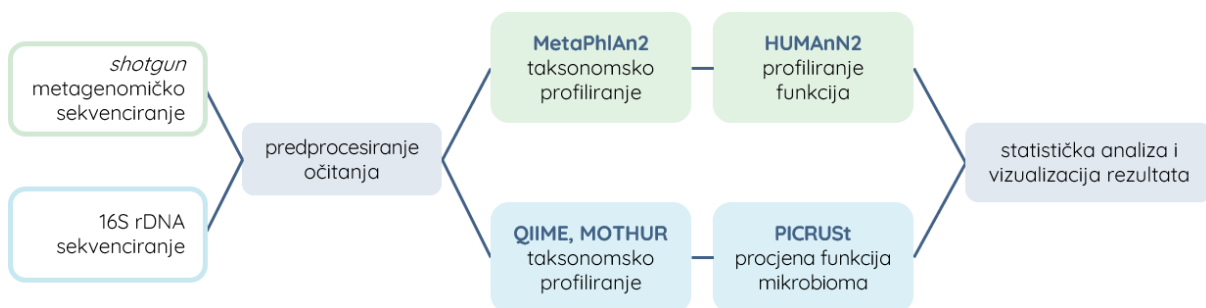 shotgun
metagenomičko
sekvenciranje
16S rDNA
sekvenciranje
predprocesiranje
očitanja
MetaPhlAn2
taksonomsko
profiliranje
HUMAnN2
profiliranje
funkcija
QIIME, MOTHUR
taksonomsko
profiliranje
PICRUSt
procjena funkcija
mikrobioma
statistička analiza i
vizualizacija rezultata